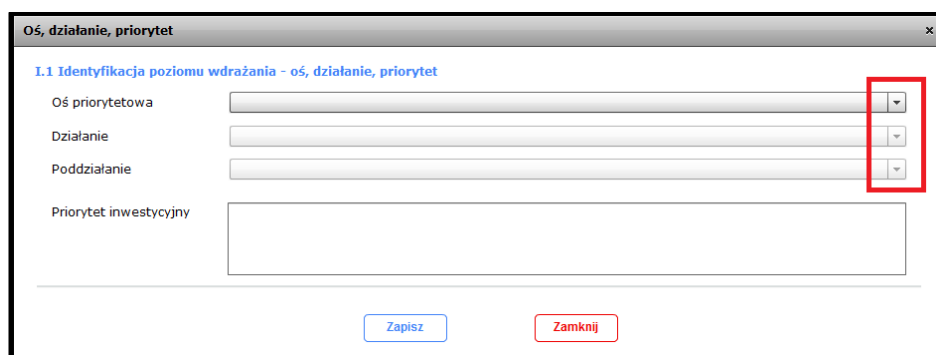 Oś, działanie, priorytet
I.1 Identyfikacja poziomu wdrażania - oś, działanie, priorytet
Oś priorytetowa
Działanie
Poddziałanie
Priorytet inwestycyjny
Zapisz Zamknij